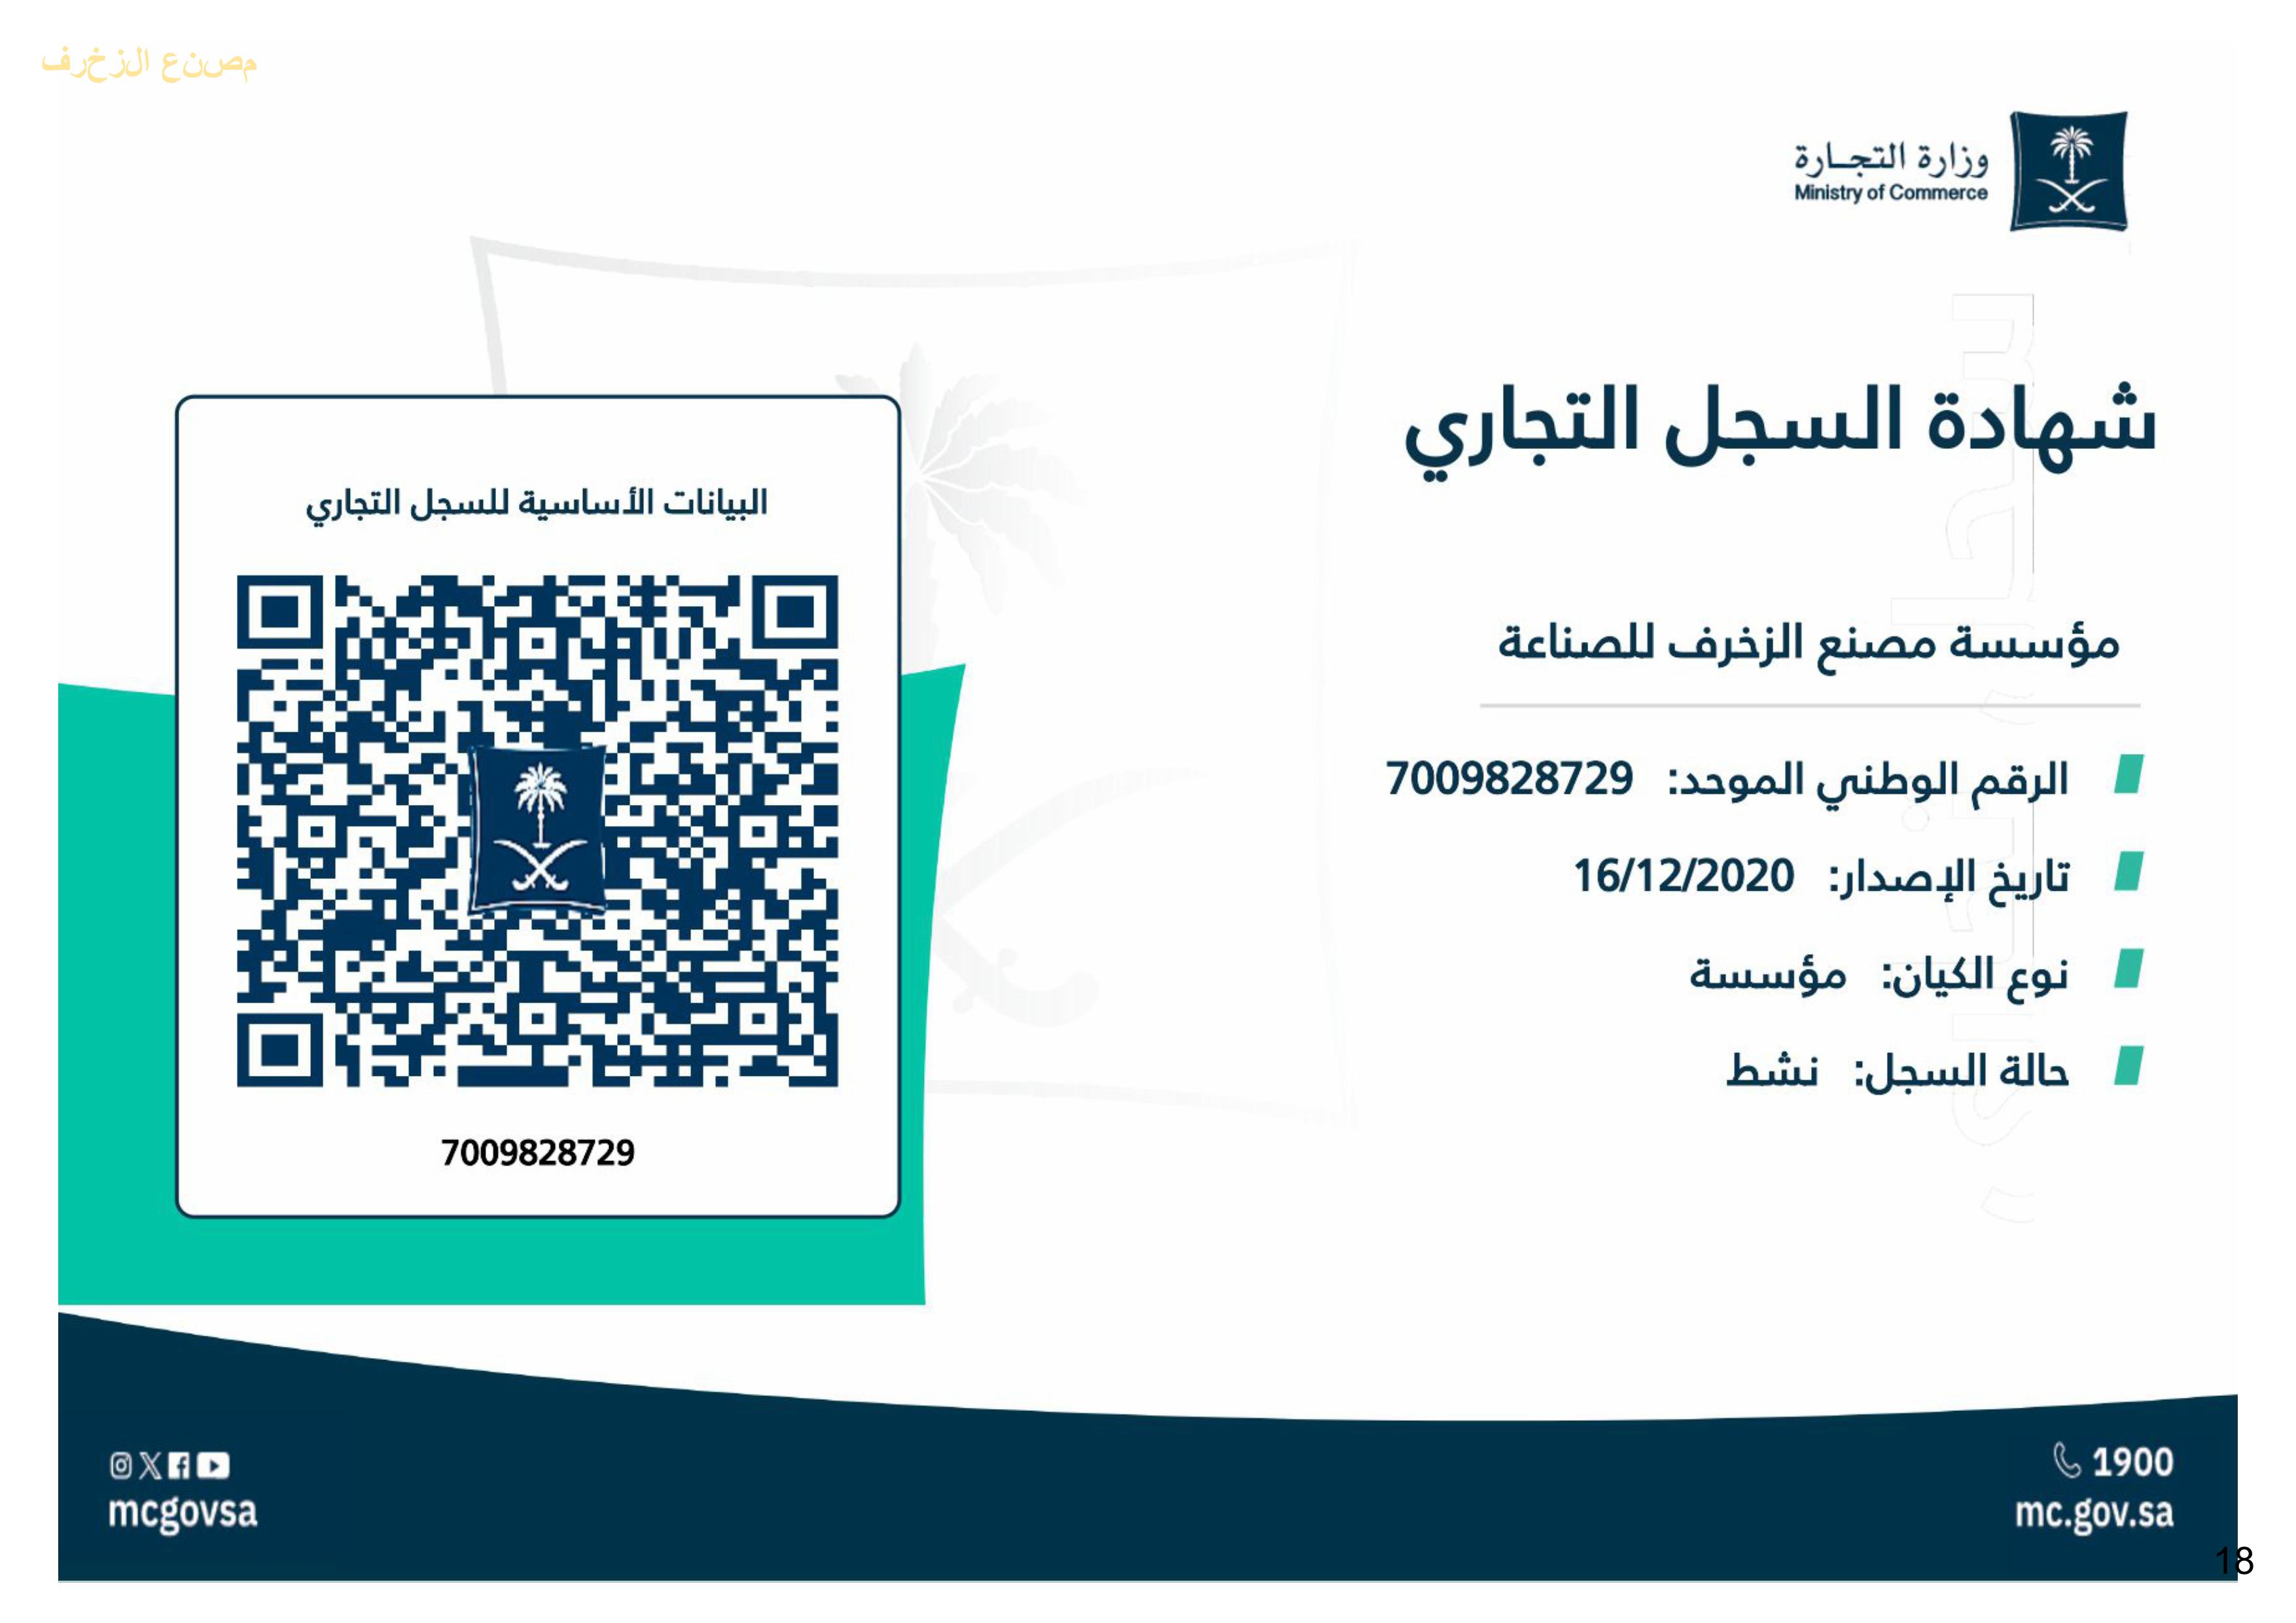 مصنع الزخرف
وزارة التجـارة
Ministry of Commerce
شهادة السجل التجاري
مؤسسة مصنع الزخرف للصناعة
الرقم الوطني الموحد: 7009828729
تاريخ الإصدار: 16/12/2020
نوع الكيان: مؤسسة
حالة السجل: نشط
البيانات الأساسية للسجل التجاري
7009828729
1900
mc.gov.sa
mcgovsa
18